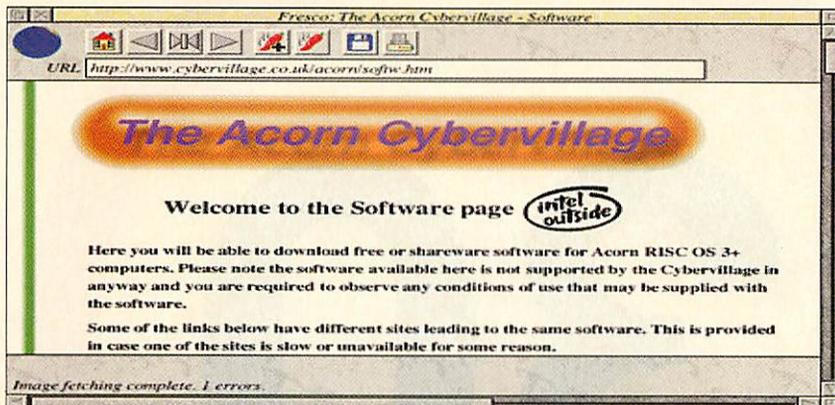 Fresco: The Acorn Cybervillage - Software
URL http://www.cybervillage.co.uk/acorn/softw.htm
The Acorn Cybervillage
Welcome to the Software page intel outside
Here you will be able to download free or shareware software for Acorn RISC OS 3+
computers. Please note the software available here is not supported by the Cybervillage in
anyway and you are required to observe any conditions of use that may be supplied with
the software.
Some of the links below have different sites leading to the same software. This is provided
in case one of the sites is slow or unavailable for some reason.
Image fetching complete. 1 errors.